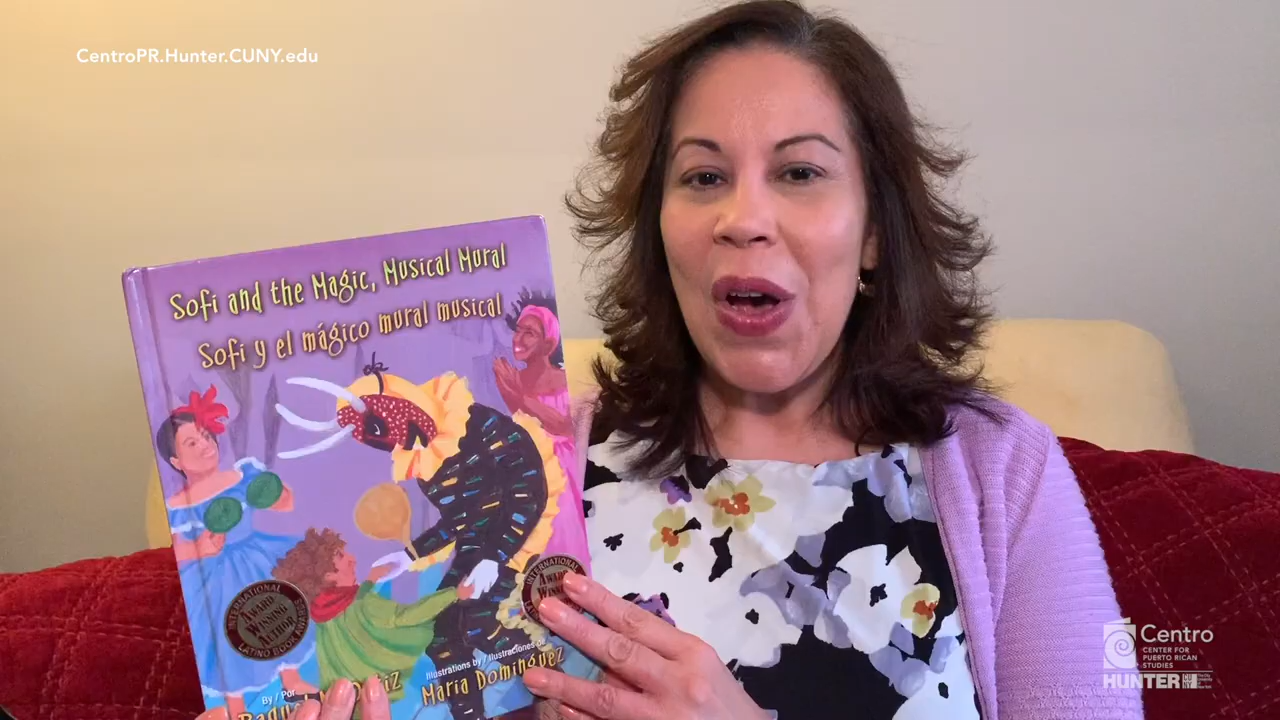 CentroPR.Hunter.CUNY.edu
Sofi and the Magic, Musical Mural
Sofi y el mágico mural musical
INTERNATIONAL
AWARD
WINNING
AUTHOR
LATINO BOOK AWARDS
INTERNATIONAL
AWARD
By / Por
Illustrations by / Ilustraciones de
Maria Dominguez
Centro
CENTER FOR
PUERTO RICAN
STUDIES
HUNTER